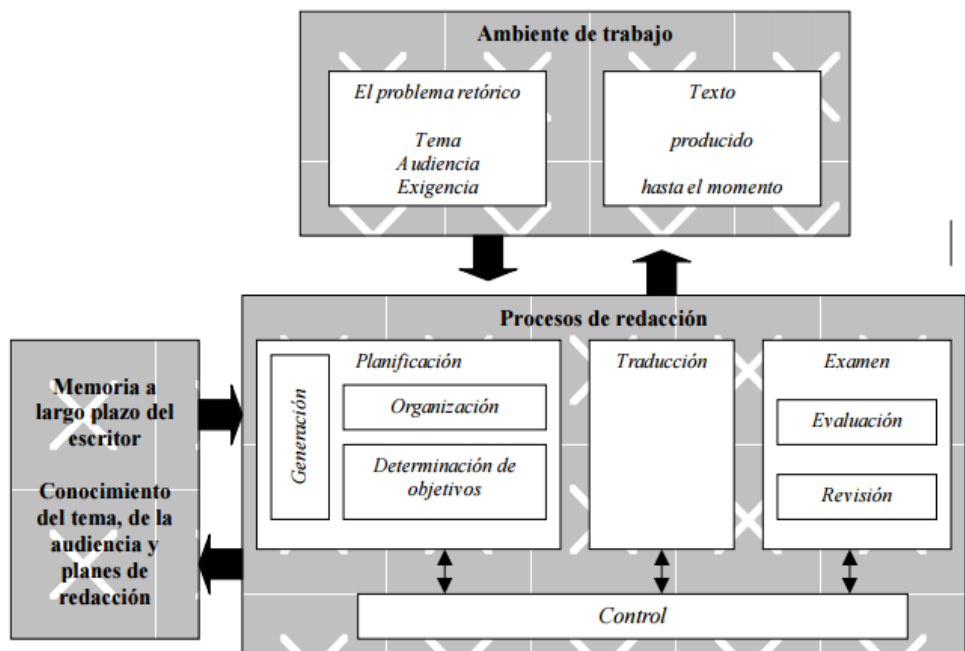 Ambiente de trabajo
El problema retórico
Tema
Audiencia
Exigencia
Texto
producido
hasta el momento
Memoria a
largo plazo del
escritor
Conocimiento
del tema, de la
audiencia y
planes de
redacción
Procesos de redacción
Planificación
Generación
Organización
Determinación de
objetivos
Traducción
Examen
Evaluación
Revisión
Control